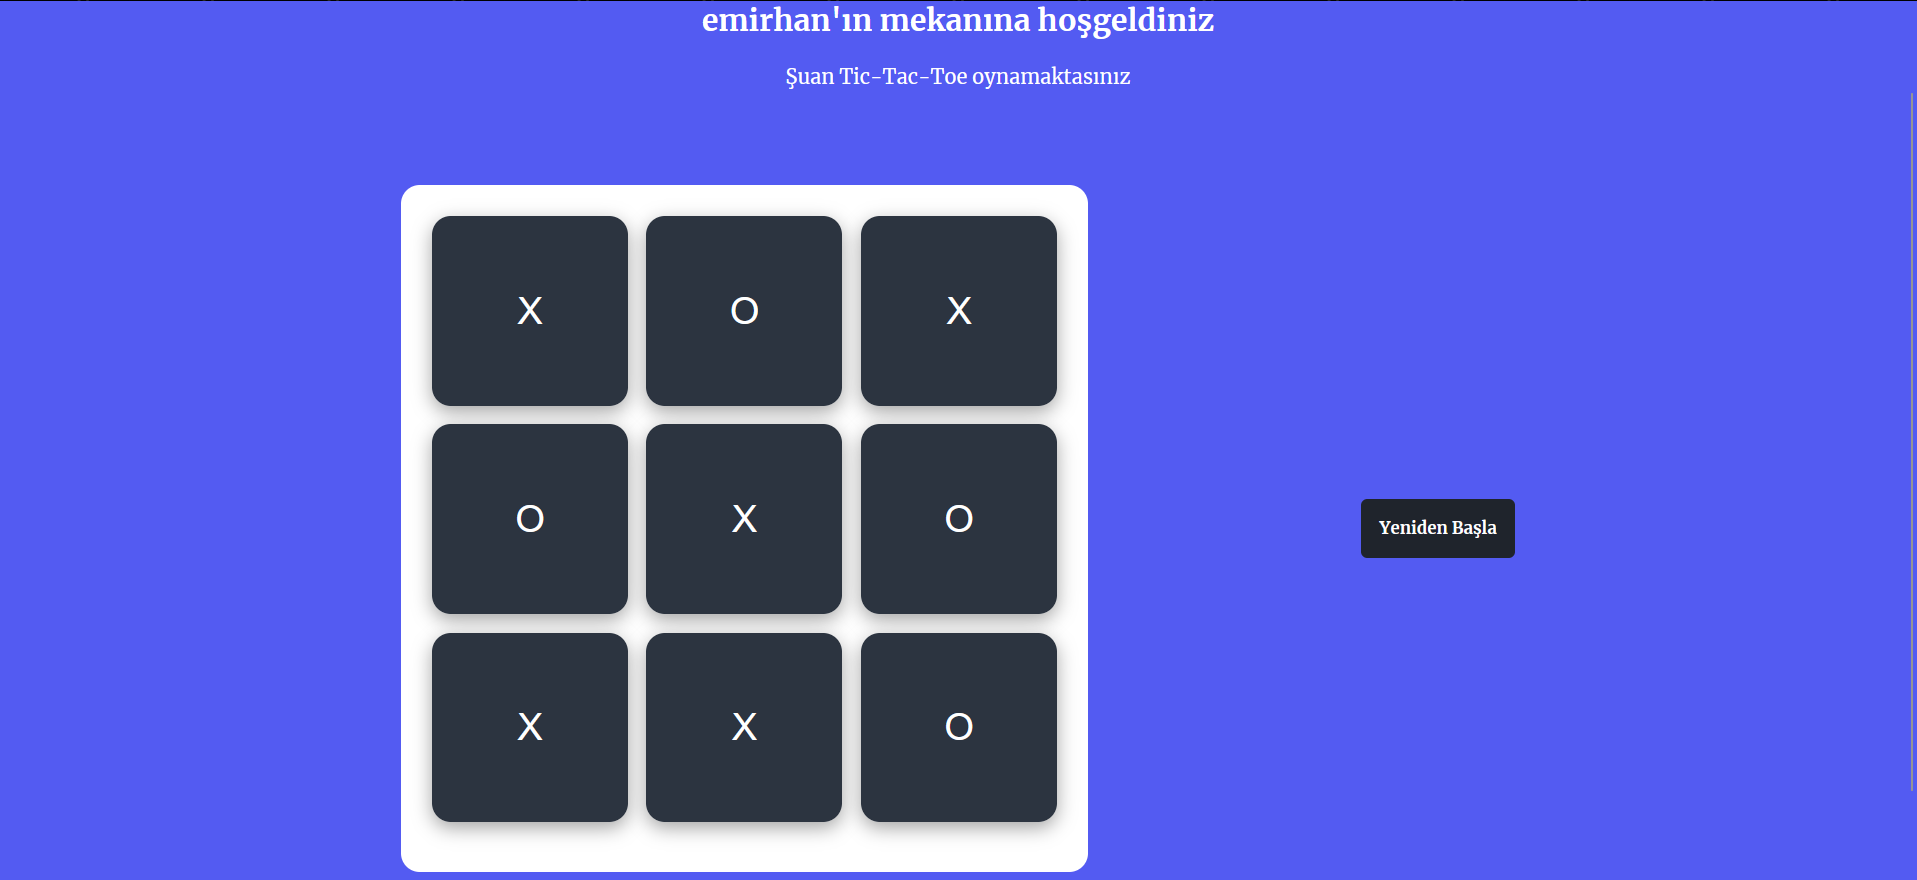 emirhan'ın mekanına hoşgeldiniz
Şuan Tic-Tac-Toe oynamaktasınız
X O X
O X O
Yeniden Başla
X X O